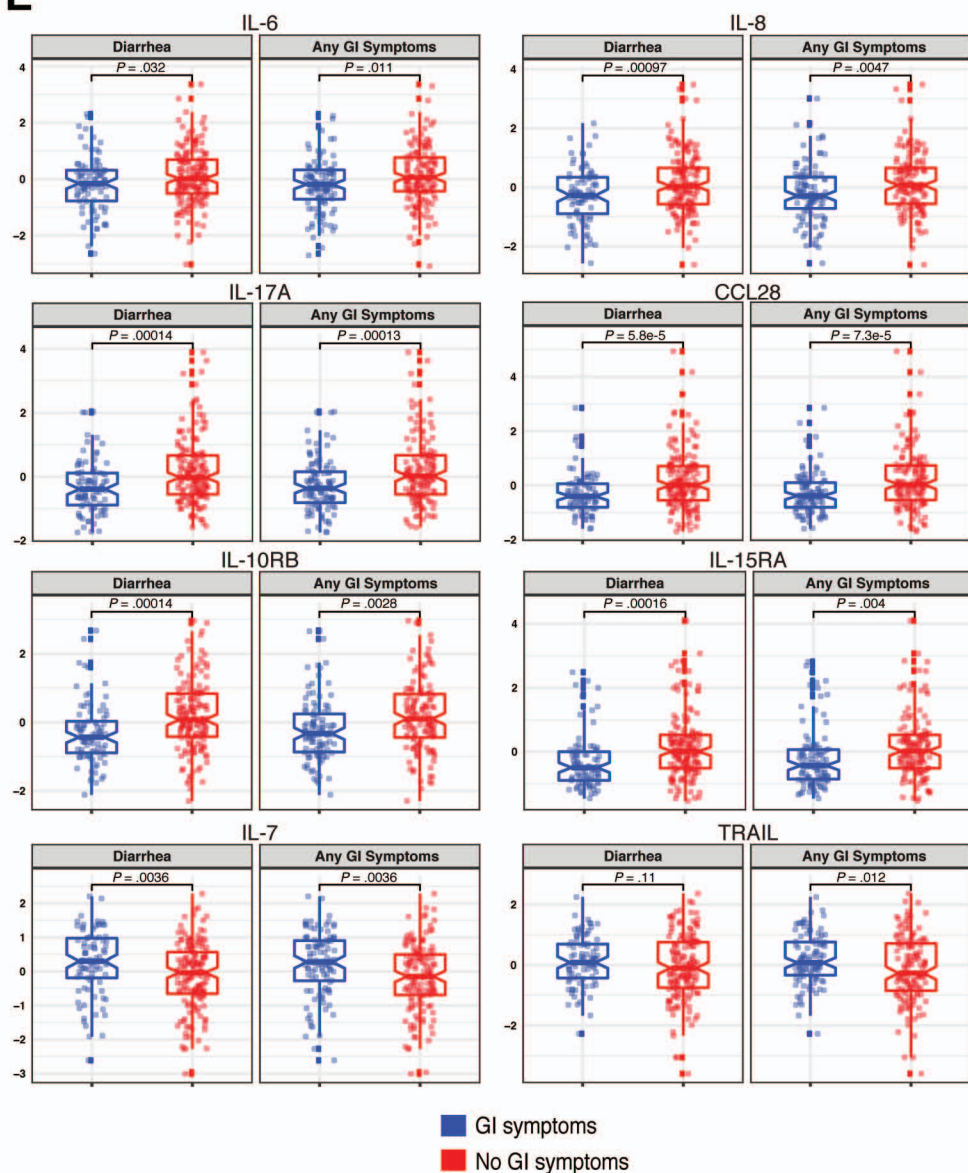 E
IL-6
Diarrhea
Any GI Symptoms
P = .032
P = .011
4
2
0
−2
IL-8
Diarrhea
Any GI Symptoms
P = .00097
P = .0047
4
2
0
−2
IL-17A
Diarrhea
Any GI Symptoms
P = .00014
P = .00013
4
2
0
−2
CCL28
Diarrhea
Any GI Symptoms
P = 5.8e-5
P = 7.3e-5
4
2
0
−2
IL-10RB
Diarrhea
Any GI Symptoms
P = .00014
P = .0028
2
0
−2
IL-15RA
Diarrhea
Any GI Symptoms
P = .00016
P = .004
4
2
0
IL-7
Diarrhea
Any GI Symptoms
P = .0036
P = .0036
2
1
0
−1
−2
−3
TRAIL
Diarrhea
Any GI Symptoms
P = .11
P = .012
2
0
−2
GI symptoms
No GI symptoms